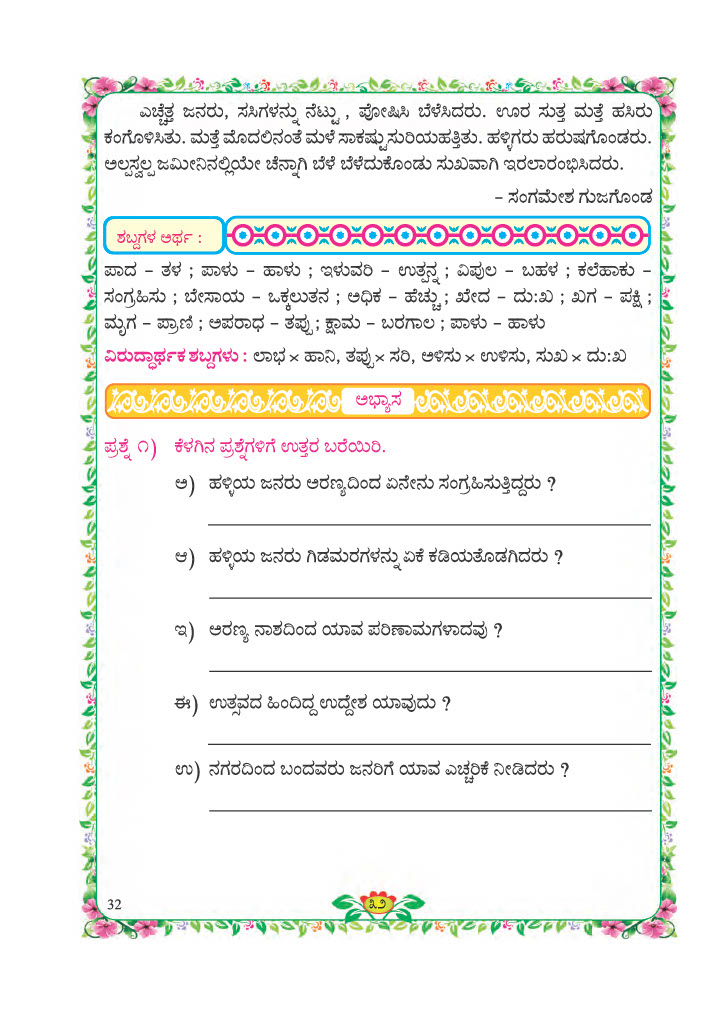 ಎಚ್ಚೆತ್ತ ಜನರು, ಸಸಿಗಳನ್ನು ನೆಟ್ಟು , ಪೋಷಿಸಿ ಬೆಳೆಸಿದರು. ಊರ ಸುತ್ತ ಮತ್ತೆ ಹಸಿರು
ಕಂಗೊಳಿಸಿತು. ಮತ್ತೆ ಮೊದಲಿನಂತೆ ಮಳೆ ಸಾಕಷ್ಟು ಸುರಿಯಹತ್ತಿತು. ಹಳ್ಳಿಗರು ಹರುಷಗೊಂಡರು.
ಅಲ್ಪಸ್ವಲ್ಪ ಜಮೀನಿನಲ್ಲಿಯೇ ಚೆನ್ನಾಗಿ ಬೆಳೆ ಬೆಳೆದುಕೊಂಡು ಸುಖವಾಗಿ ಇರಲಾರಂಭಿಸಿದರು.
– ಸಂಗಮೇಶ ಗುಜಗೊಂಡ
ಶಬ್ದಗಳ ಅರ್ಥ :
ಪಾದ – ತಳ ; ಪಾಳು – ಹಾಳು ; ಇಳುವರಿ – ಉತ್ಪನ್ನ ; ವಿಪುಲ – ಬಹಳ ; ಕಲೆಹಾಕು –
ಸಂಗ್ರಹಿಸು ; ಬೇಸಾಯ – ಒಕ್ಕಲುತನ ; ಅಧಿಕ – ಹೆಚ್ಚು ; ಖೇದ – ದುಃಖ ; ಖಗ – ಪಕ್ಷಿ ;
ಮೃಗ – ಪ್ರಾಣಿ ; ಅಪರಾಧ – ತಪ್ಪು ; ಕ್ಷಾಮ – ಬರಗಾಲ ; ಪಾಳು – ಹಾಳು
ವಿರುದ್ಧಾರ್ಥಕ ಶಬ್ದಗಳು : ಲಾಭ × ಹಾನಿ, ತಪ್ಪು × ಸರಿ, ಅಳಿಸು × ಉಳಿಸು, ಸುಖ × ದುಃಖ
ಅಭ್ಯಾಸ
ಪ್ರಶ್ನೆ ೧) ಕೆಳಗಿನ ಪ್ರಶ್ನೆಗಳಿಗೆ ಉತ್ತರ ಬರೆಯಿರಿ.
ಅ) ಹಳ್ಳಿಯ ಜನರು ಅರಣ್ಯದಿಂದ ಏನೇನು ಸಂಗ್ರಹಿಸುತ್ತಿದ್ದರು ?
ಆ) ಹಳ್ಳಿಯ ಜನರು ಗಿಡಮರಗಳನ್ನು ಏಕೆ ಕಡಿಯತೊಡಗಿದರು ?
ಇ) ಅರಣ್ಯ ನಾಶದಿಂದ ಯಾವ ಪರಿಣಾಮಗಳಾದವು ?
ಈ) ಉತ್ಸವದ ಹಿಂದಿದ್ದ ಉದ್ದೇಶ ಯಾವುದು ?
ಉ) ನಗರದಿಂದ ಬಂದವರು ಜನರಿಗೆ ಯಾವ ಎಚ್ಚರಿಕೆ ನೀಡಿದರು ?
32
೩೨